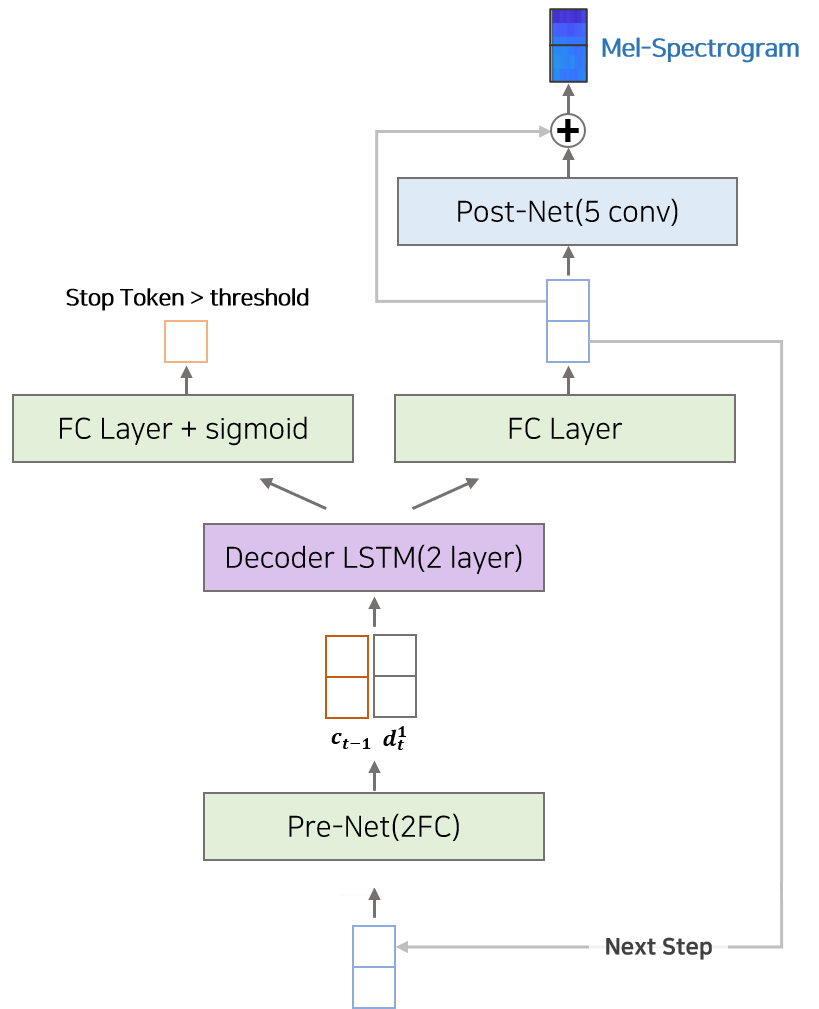 Mel-Spectrogram
+
Post-Net(5 conv)
Stop Token > threshold
FC Layer + sigmoid
FC Layer
Decoder LSTM(2 layer)
c_{t-1} d_t^1
Pre-Net(2FC)
Next Step